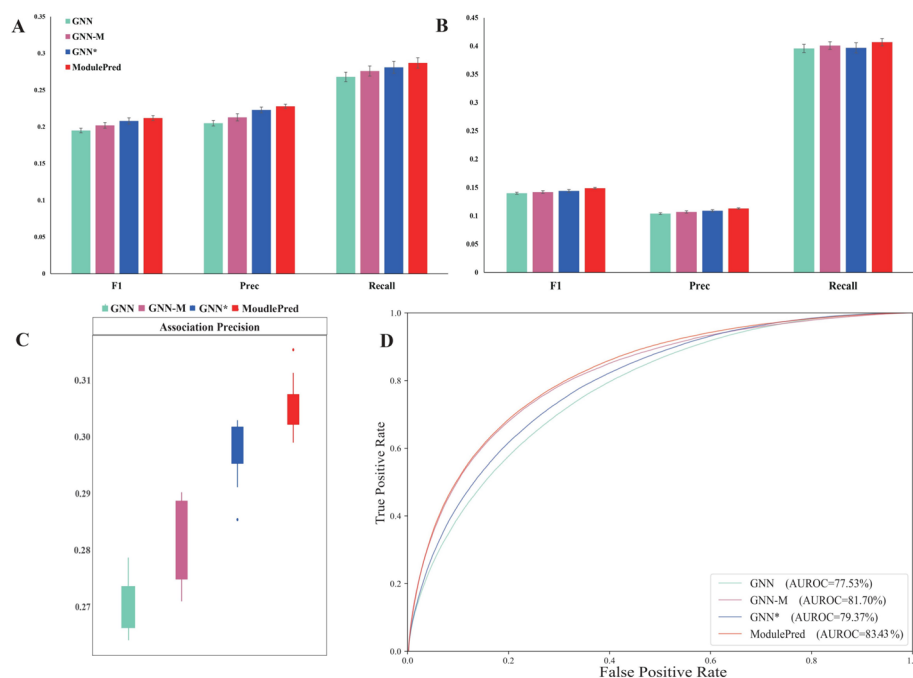 A
GNN
GNN-M
GNN*
ModulePred
0.35
0.3
0.25
0.2
0.15
0.1
0.05
0
F1 Prec Recall
B
0.45
0.4
0.35
0.3
0.25
0.2
0.15
0.1
0.05
0
F1 Prec Recall
GNN GNN-M GNN* MoudlePred
C
Association Precision
0.31
0.30
0.29
0.28
0.27
D
True Positive Rate
1.0
0.8
0.6
0.4
0.2
0.0
0.0 0.2 0.4 0.6 0.8 1.
False Positive Rate
GNN (AUROC=77.53%)
GNN-M (AUROC=81.70%)
GNN* (AUROC=79.37%)
ModulePred (AUROC=83.43%)